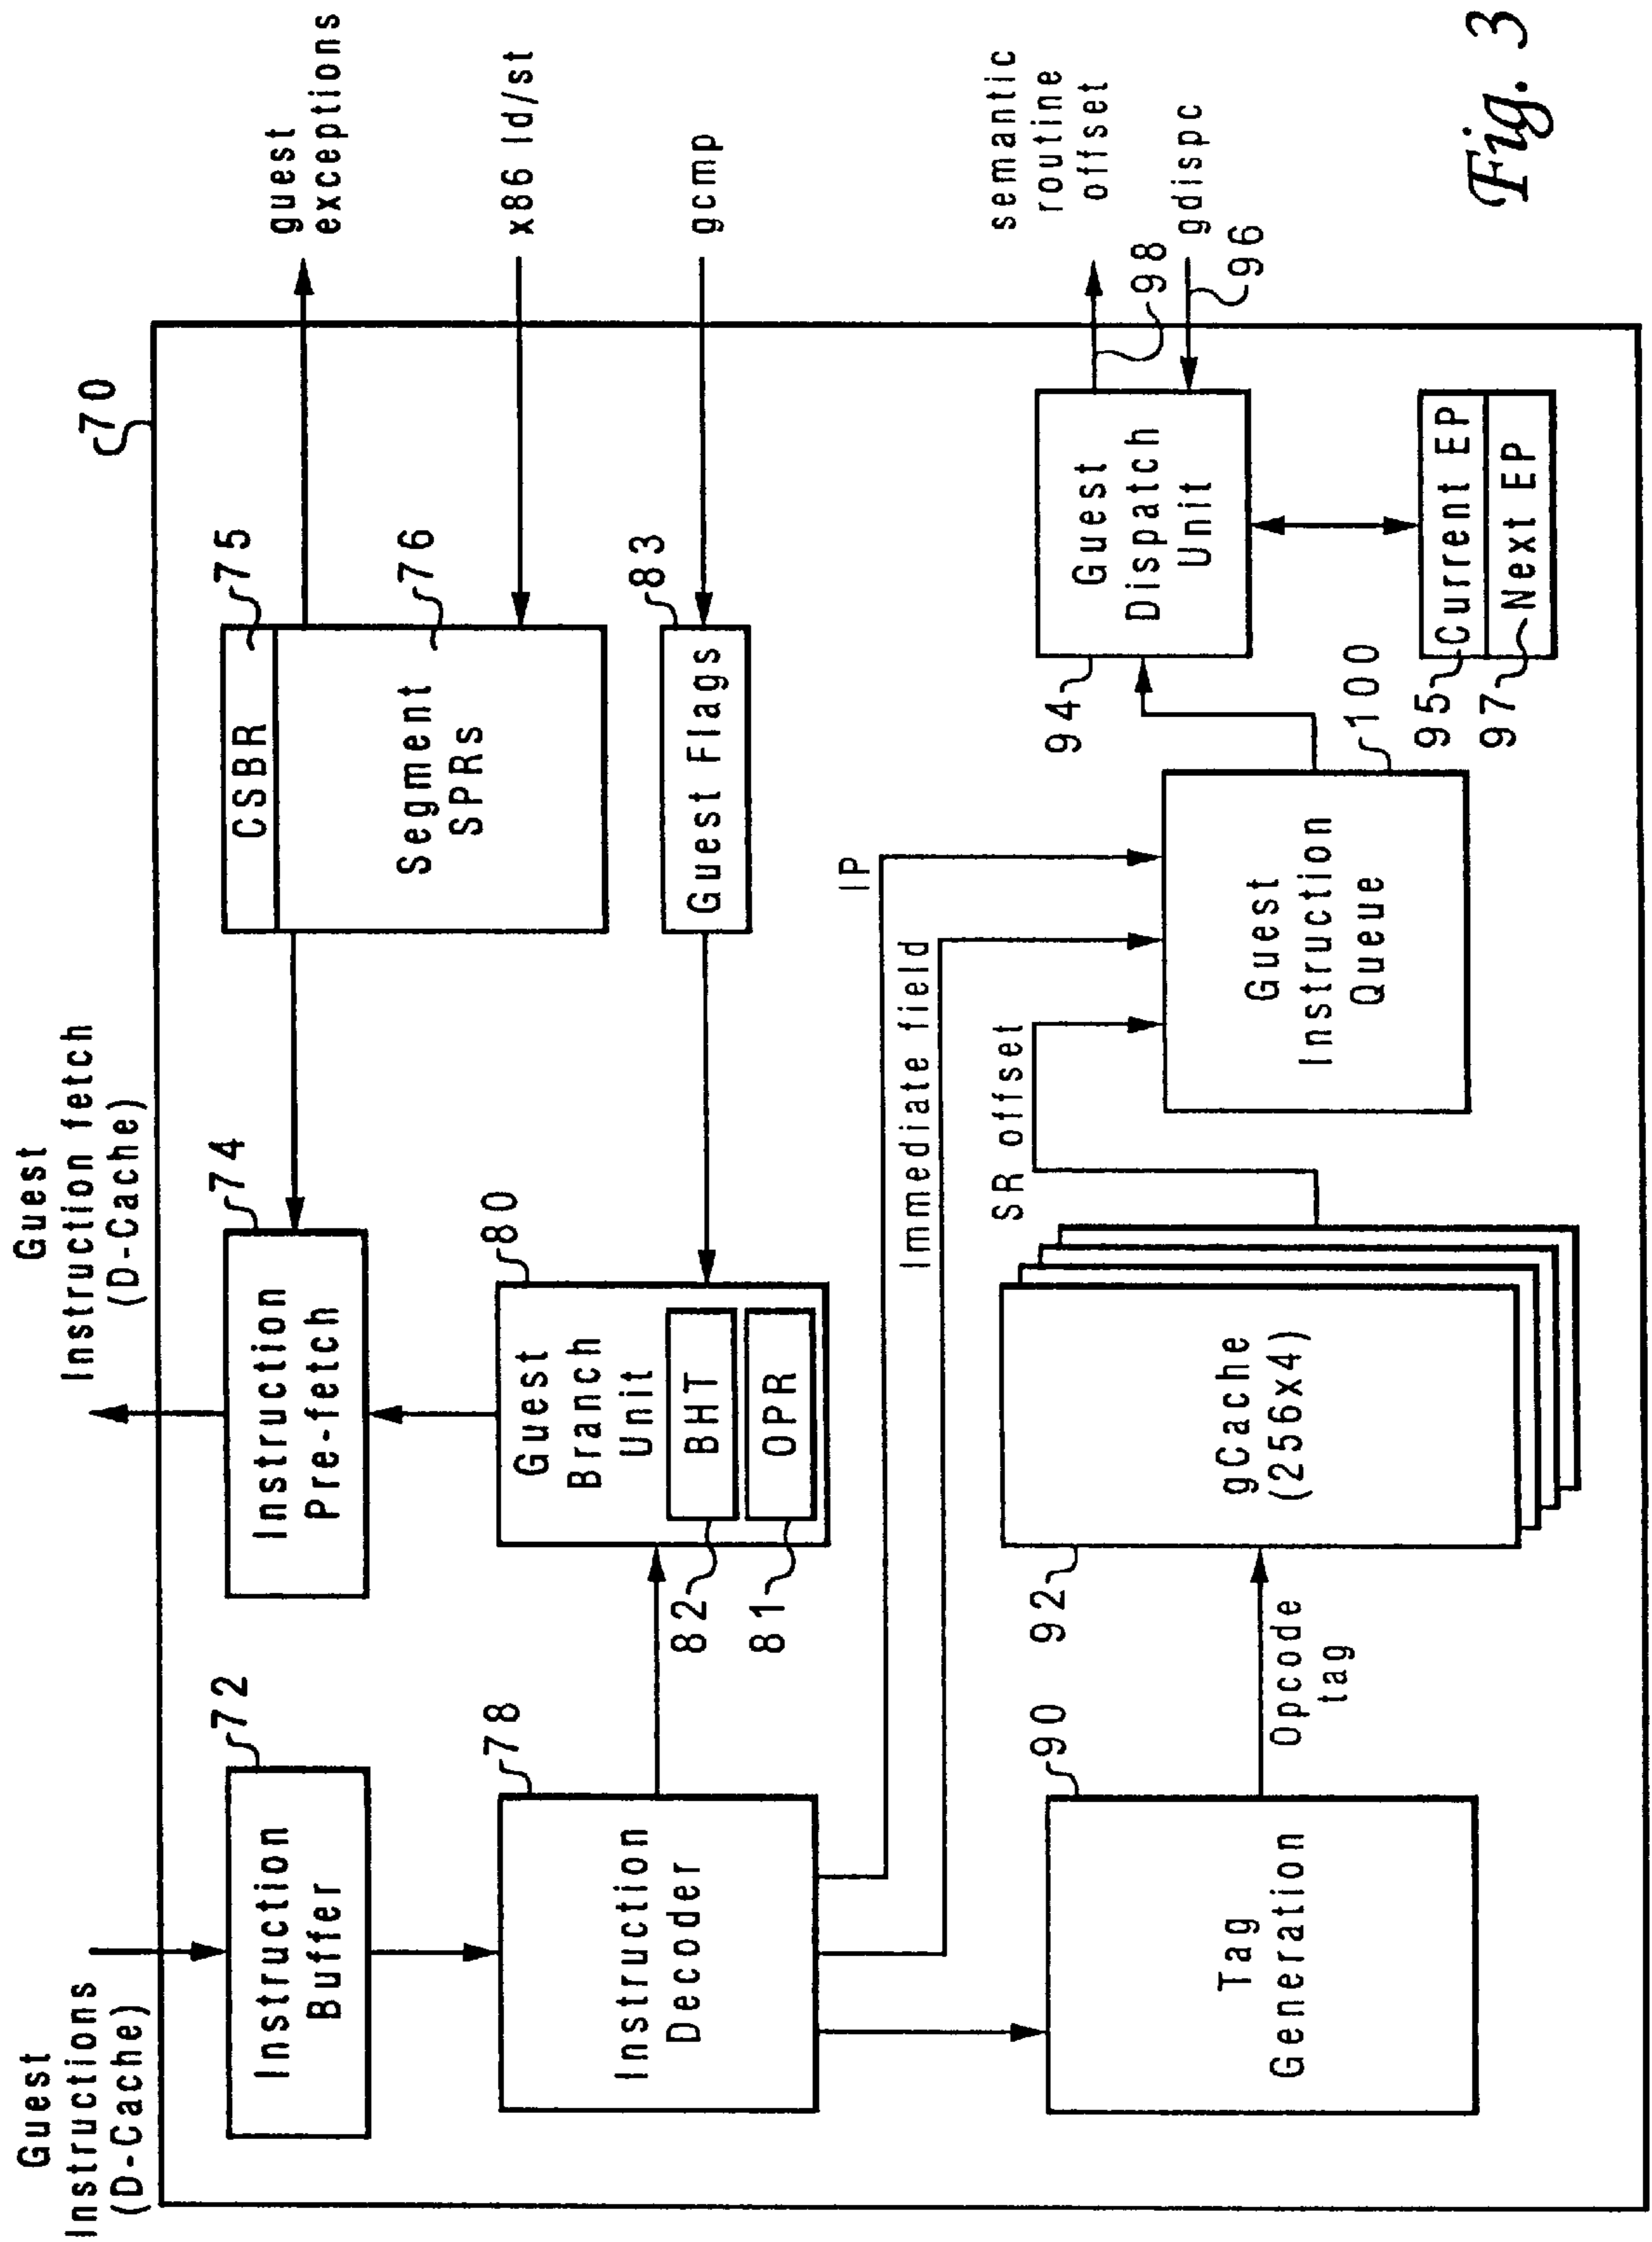 Guest
Instructions
(D-Cache)
Guest
Instruction fetch
(D-Cache)
70
72
Instruction
Buffer
74
Instruction
Pre-fetch
75
CSBR
76
Segment
SPRs
guest
exceptions
x86 ld/st
78
Instruction
Decoder
80
Guest
Branch
Unit
82
BHT
81
OPR
83
Guest Flags
gcmp
IP
Immediate field
SR offset
90
Tag
Generation
Opcode
tag
92
gCache
(256x4)
100
Guest
Instruction
Queue
94
Guest
Dispatch
Unit
semantic
routine
offset
98
gdispc
96
95
Current EP
97
Next EP
Fig. 3